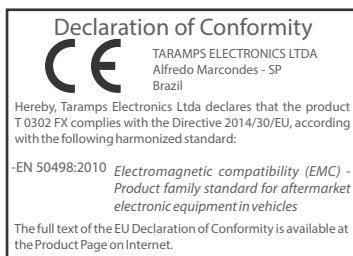 Declaration of Conformity
CE
TARAMPS ELECTRONICS LTDA
Alfredo Marcondes - SP
Brazil
Hereby, Taramps Electronics Ltda declares that the product
T 0302 FX complies with the Directive 2014/30/EU, according
with the following harmonized standard:
-EN 50498:2010 Electromagnetic compatibility (EMC) -
Product family standard for aftermarket
electronic equipment in vehicles
The full text of the EU Declaration of Conformity is available at
the Product Page on Internet.